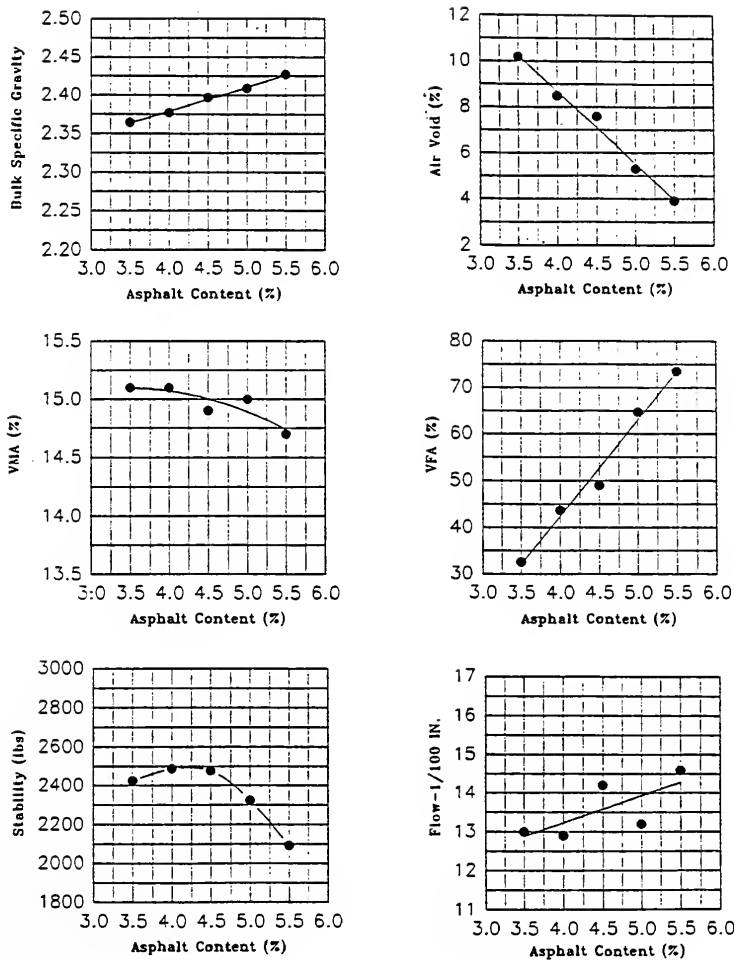 2.50
2.45
2.40
2.35
2.30
2.25
2.20
Bulk Specific Gravity
3.0 3.5 4.0 4.5 5.0 5.5 6.0
Asphalt Content (%)
12
10
8
6
4
2
Air Void (%)
3.0 3.5 4.0 4.5 5.0 5.5 6.0
Asphalt Content (%)
15.5
15.0
14.5
14.0
13.5
VMA (%)
3:0 3.5 4.0 4.5 5.0 5.5 6.0
Asphalt Content (%)
80
70
60
50
40
30
VFA (%)
3.0 3.5 4.0 4.5 5.0 5.5 6.0
Asphalt Content (%)
3000
2800
2600
2400
2200
2000
1800
Stability (lbs)
3.0 3.5 4.0 4.5 5.0 5.5 6.0
Asphalt Content (%)
17
16
15
14
13
12
11
Flow-1/100 IN.
3.0 3.5 4.0 4.5 5.0 5.5 6.0
Asphalt Content (%)